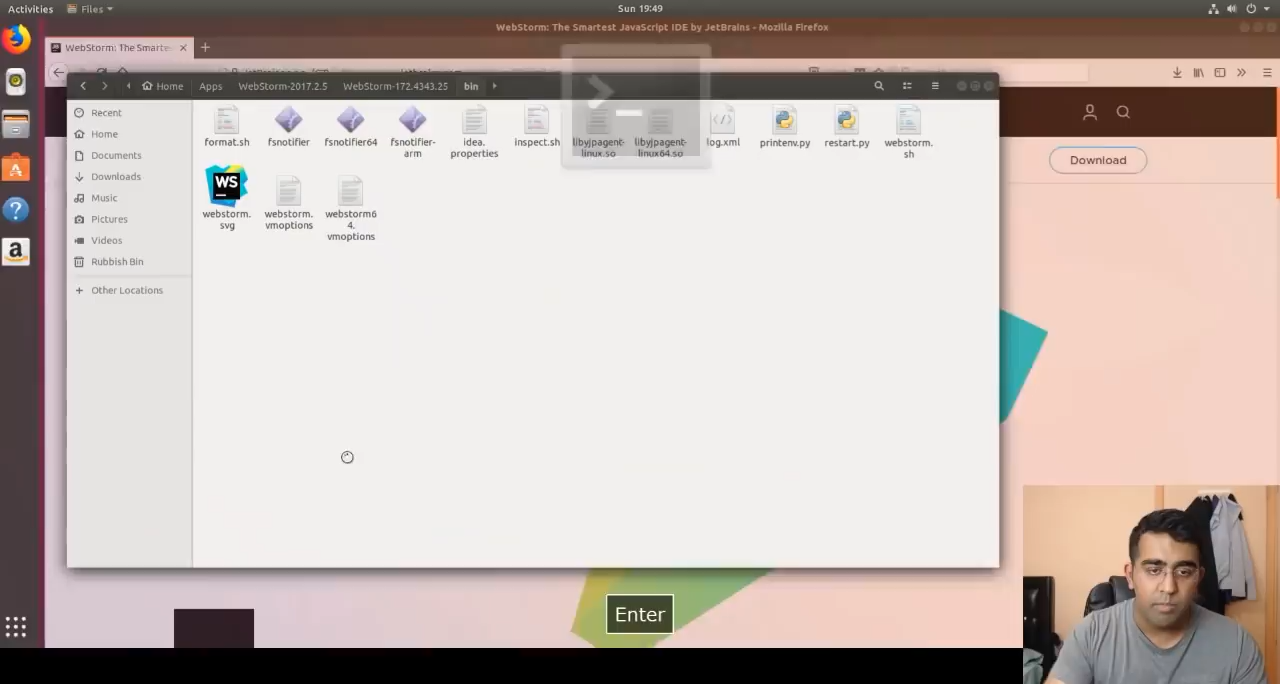 Activities Files Sun 19:49
WebStorm: The Smartest JavaScript IDE by JetBrains - Mozilla Firefox
WebStorm: The Smarte
Home Apps WebStorm-2017.2.5 WebStorm-172.4343.25 bin
Recent
Home
Documents
Downloads
Music
Pictures
Videos
Rubbish Bin
+ Other Locations
format.sh
fsnotifier
fsnotifier64
fsnotifier-
arm
idea.
properties
inspect.sh
libyjpagent-
linux.so
libyjpagent-
linux64.so
log.xml
printenv.py
restart.py
webstorm.
sh
WS
webstorm.
svg
webstorm.
vmoptions
webstorm6
4.
vmoptions
Download
Enter